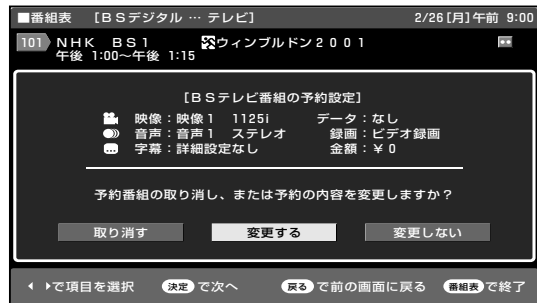 ■番組表 [BSデジタル … テレビ] 2/26[月]午前 9:00
101 NHK BS1 ウィンブルドン2001
午後 1:00~午後 1:15
[BSテレビ番組の予約設定]
映像:映像1 1125i データ:なし
音声:音声1 ステレオ 録画:ビデオ録画
字幕:詳細設定なし 金額:¥0
予約番組の取り消し、または予約の内容を変更しますか?
取り消す 変更する 変更しない
で項目を選択 決定 で次へ 戻る で前の画面に戻る 番組表 で終了